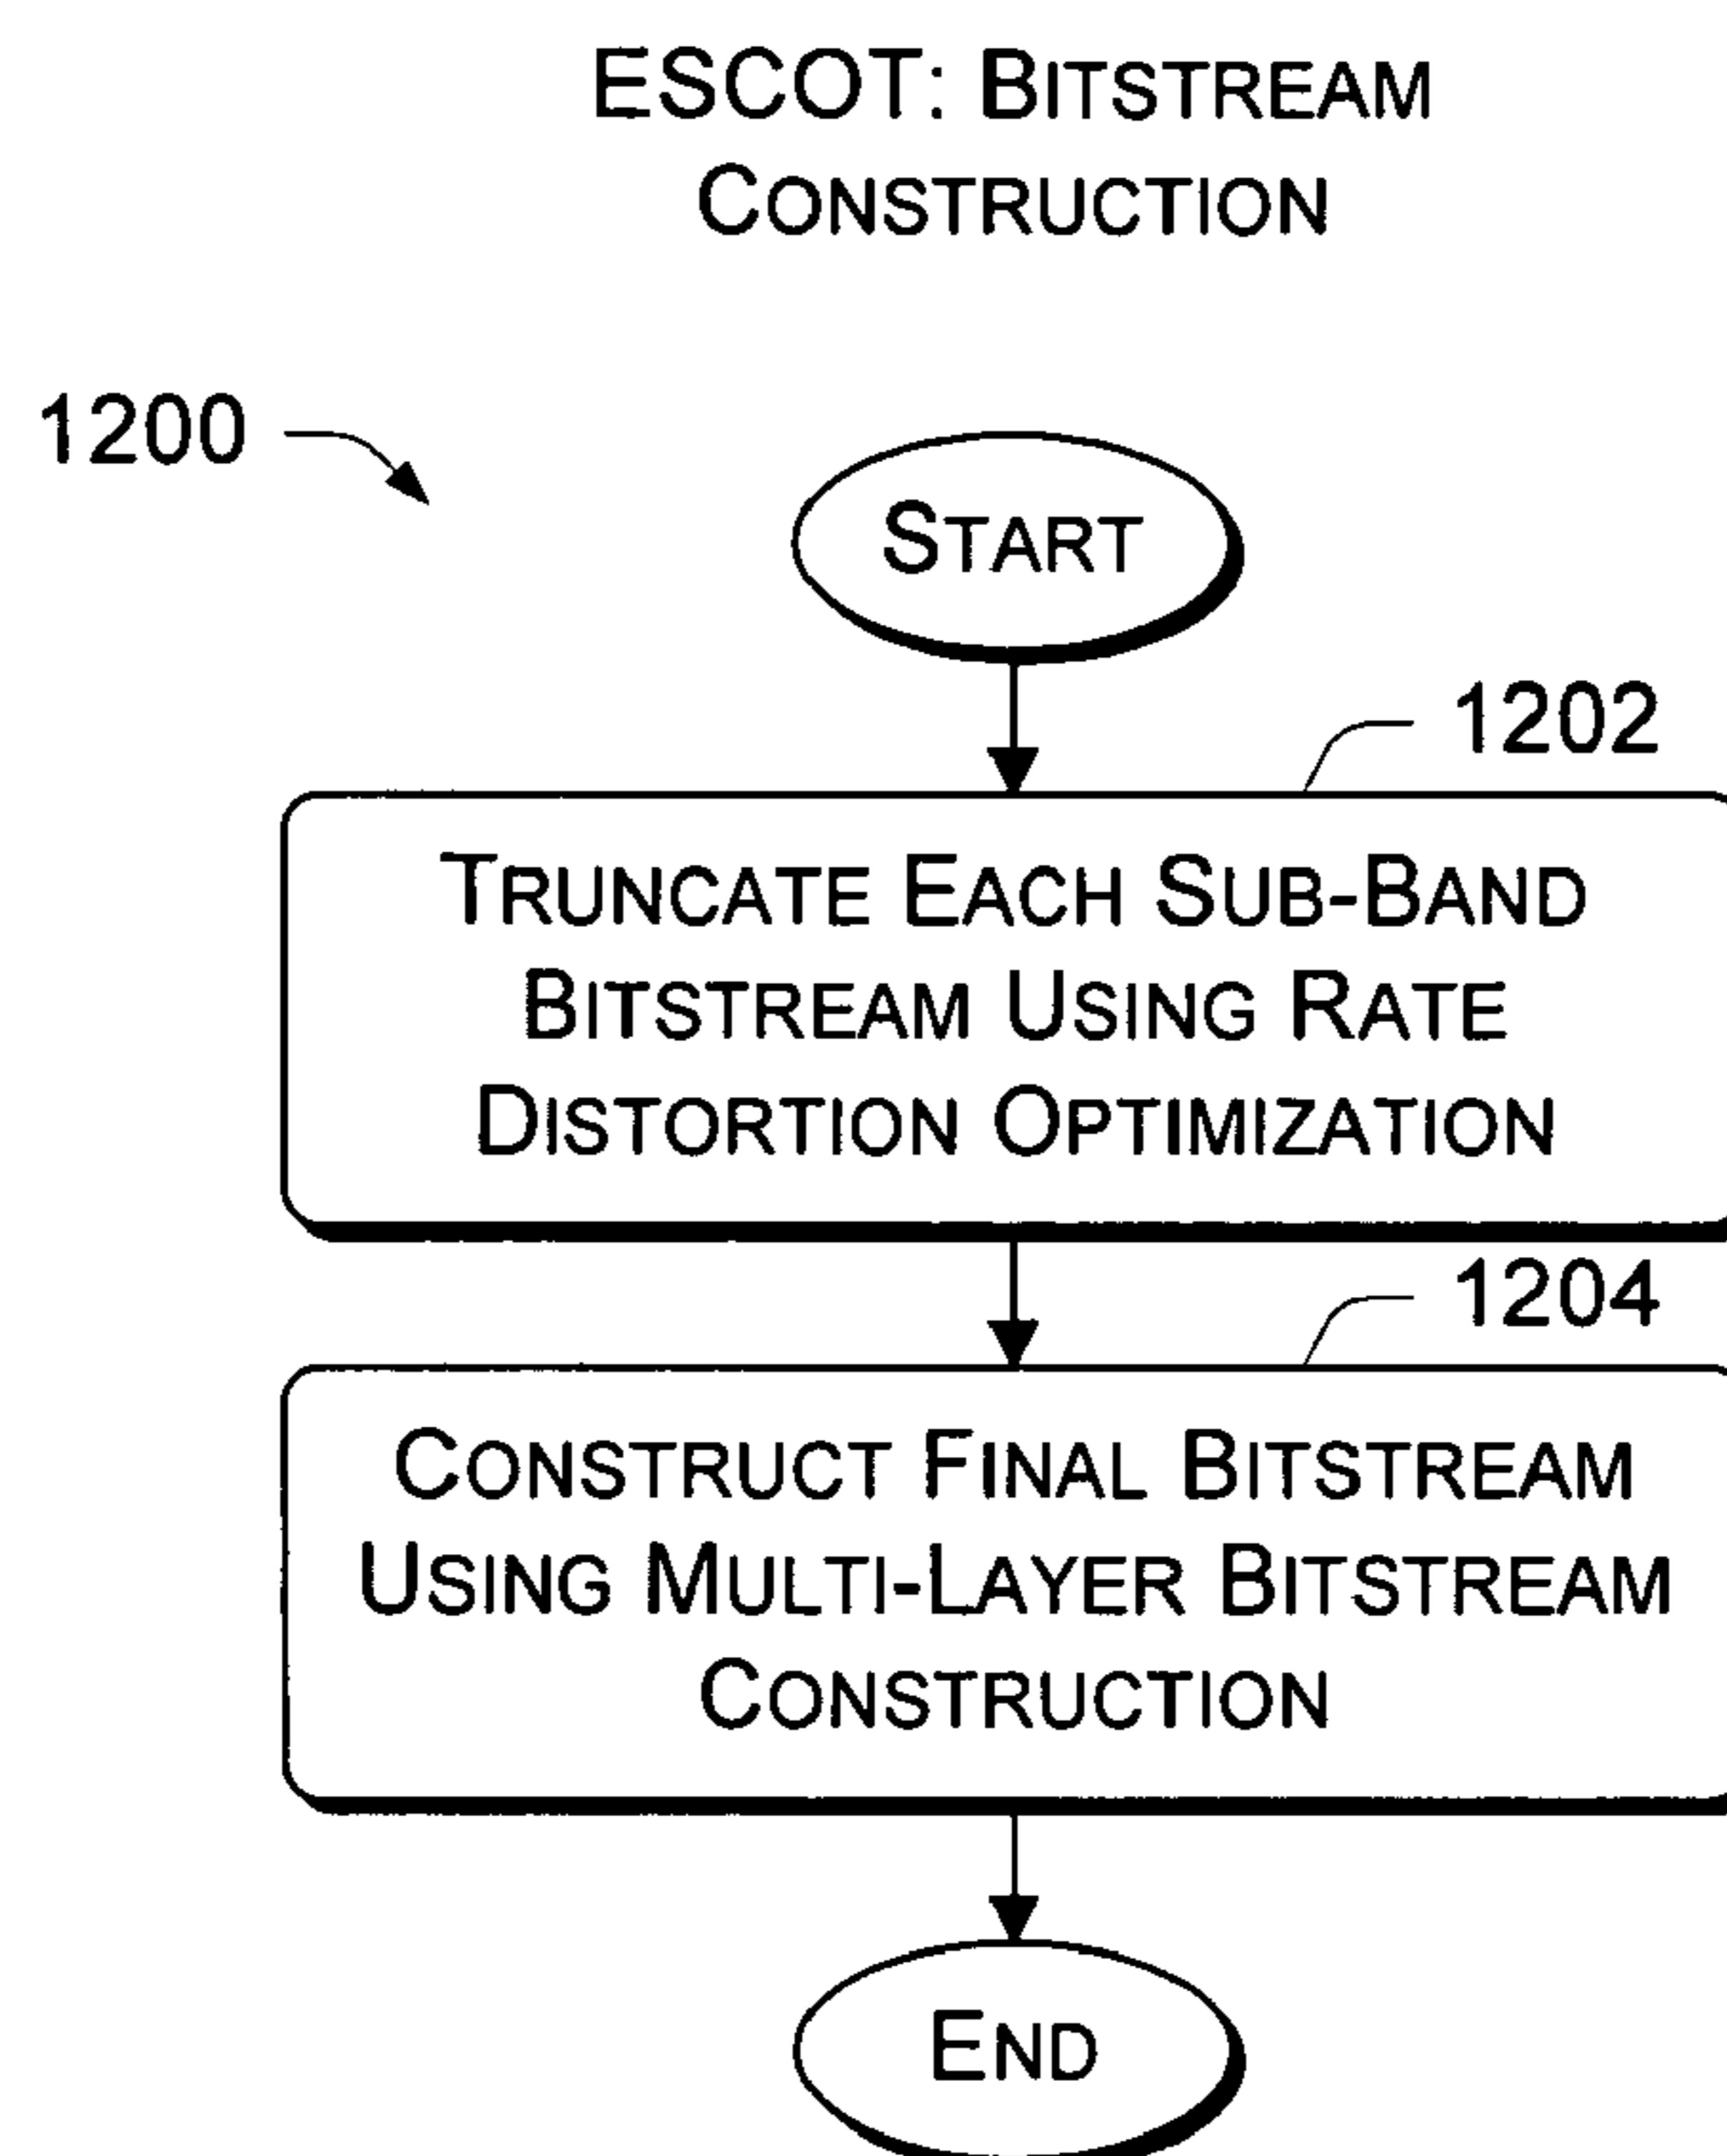 ESCOT: BITSTREAM
CONSTRUCTION
1200
START
1202
TRUNCATE EACH SUB-BAND
BITSTREAM USING RATE
DISTORTION OPTIMIZATION
1204
CONSTRUCT FINAL BITSTREAM
USING MULTI-LAYER BITSTREAM
CONSTRUCTION
END